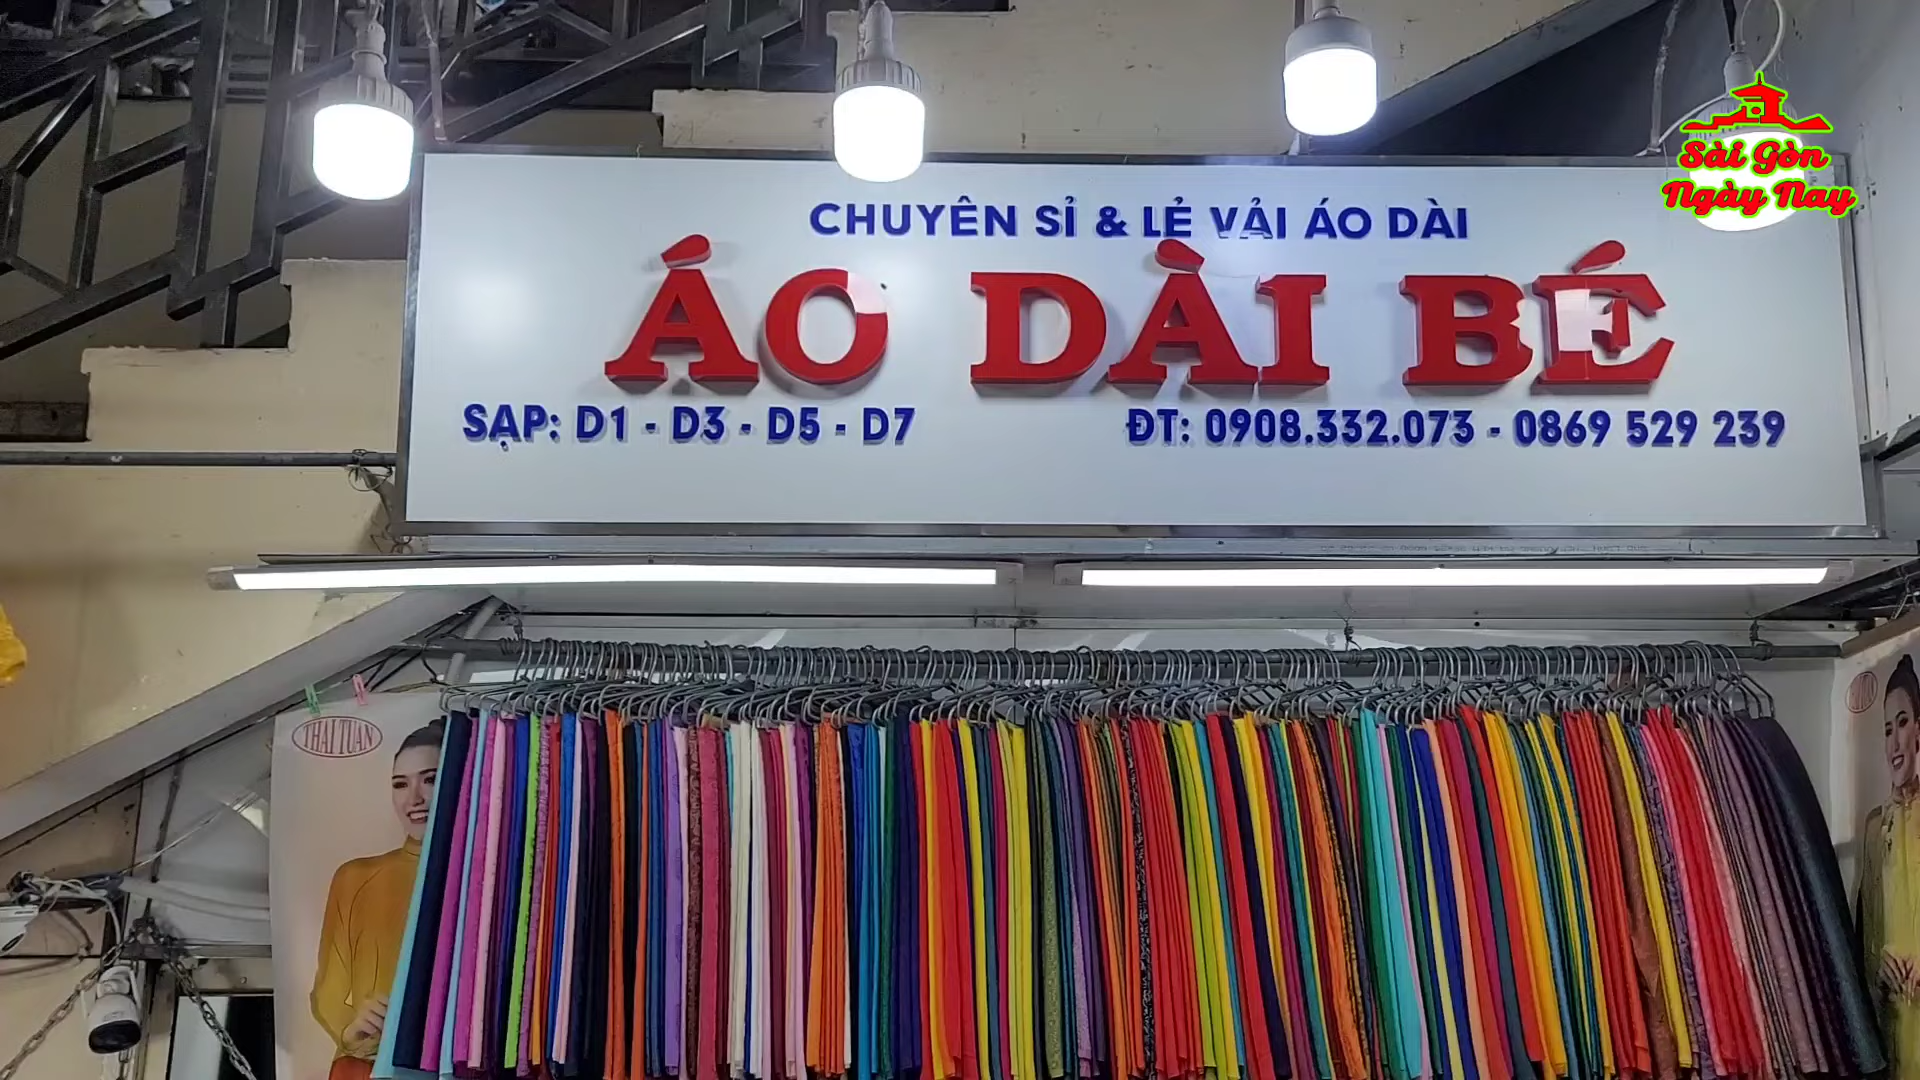 Sài Gòn
Ngày Nay
CHUYÊN SỈ & LẺ VẢI ÁO DÀI
ÁO DÀI BÉ
SẠP: D1 - D3 - D5 - D7
ĐT: 0908.332.073 - 0869 529 239
THAI TUAN